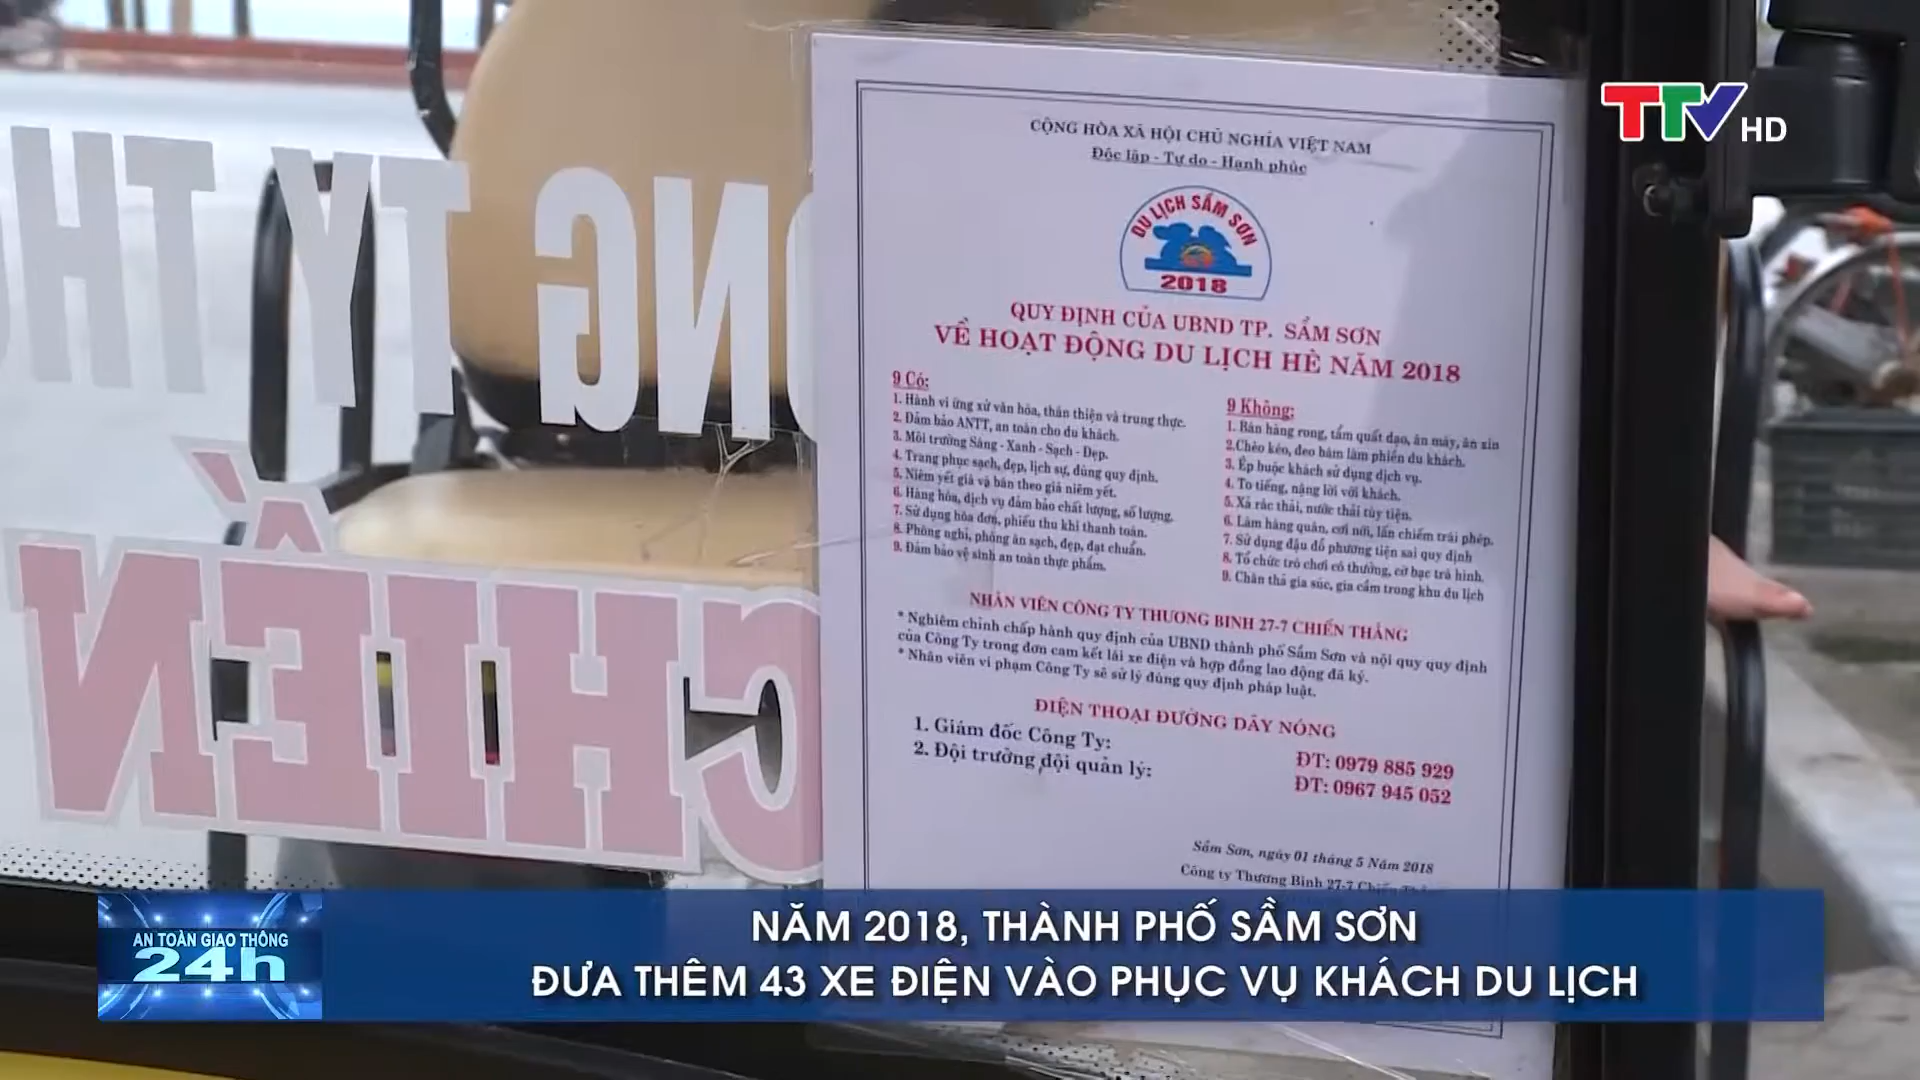 TTV HD
CÔNG TY TH
CHIẾN
CỘNG HÒA XÃ HỘI CHỦ NGHĨA VIỆT NAM
Độc lập - Tự do - Hạnh phúc
DU LỊCH SẦM SƠN
2018
QUY ĐỊNH CỦA UBND TP. SẦM SƠN
VỀ HOẠT ĐỘNG DU LỊCH HÈ NĂM 2018
9 Có:
1. Hành vi ứng xử văn hóa, thân thiện và trung thực.
2. Đảm bảo ANTT, an toàn cho du khách.
3. Môi trường Sáng - Xanh - Sạch - Đẹp.
4. Trang phục sạch, đẹp, lịch sự, đúng quy định.
5. Niêm yết giá và bán theo giá niêm yết.
6. Hàng hóa, dịch vụ đảm bảo chất lượng, số lượng.
7. Sử dụng hóa đơn, phiếu thu khi thanh toán.
8. Phòng nghỉ, phòng ăn sạch, đẹp, đạt chuẩn.
9. Đảm bảo vệ sinh an toàn thực phẩm.
9 Không:
1. Bán hàng rong, tẩm quất dạo, ăn mày, ăn xin
2.Chèo kéo, đeo bám làm phiền du khách.
3. Ép buộc khách sử dụng dịch vụ.
4. To tiếng, nặng lời với khách.
5. Xả rác thải, nước thải tùy tiện.
6. Làm hàng quán, cơi nới, lấn chiếm trái phép.
7. Sử dụng đậu đỗ phương tiện sai quy định
8. Tổ chức trò chơi có thưởng, cờ bạc trá hình.
9. Chăn thả gia súc, gia cầm trong khu du lịch
NHÂN VIÊN CÔNG TY THƯƠNG BINH 27-7 CHIẾN THẮNG
* Nghiêm chỉnh chấp hành quy định của UBND thành phố Sầm Sơn và nội quy quy định
của Công Ty trong đơn cam kết lái xe điện và hợp đồng lao động đã ký.
* Nhân viên vi phạm Công Ty sẽ sử lý đúng quy định pháp luật.
ĐIỆN THOẠI ĐƯỜNG DÂY NÓNG
1. Giám đốc Công Ty: ĐT: 0979 885 929
2. Đội trưởng đội quản lý: ĐT: 0967 945 052
Sầm Sơn, ngày 01 tháng 5 Năm 2018
Công ty Thương Binh 27-7 Chiến
AN TOÀN GIAO THÔNG
24h
NĂM 2018, THÀNH PHỐ SẦM SƠN
ĐƯA THÊM 43 XE ĐIỆN VÀO PHỤC VỤ KHÁCH DU LỊCH